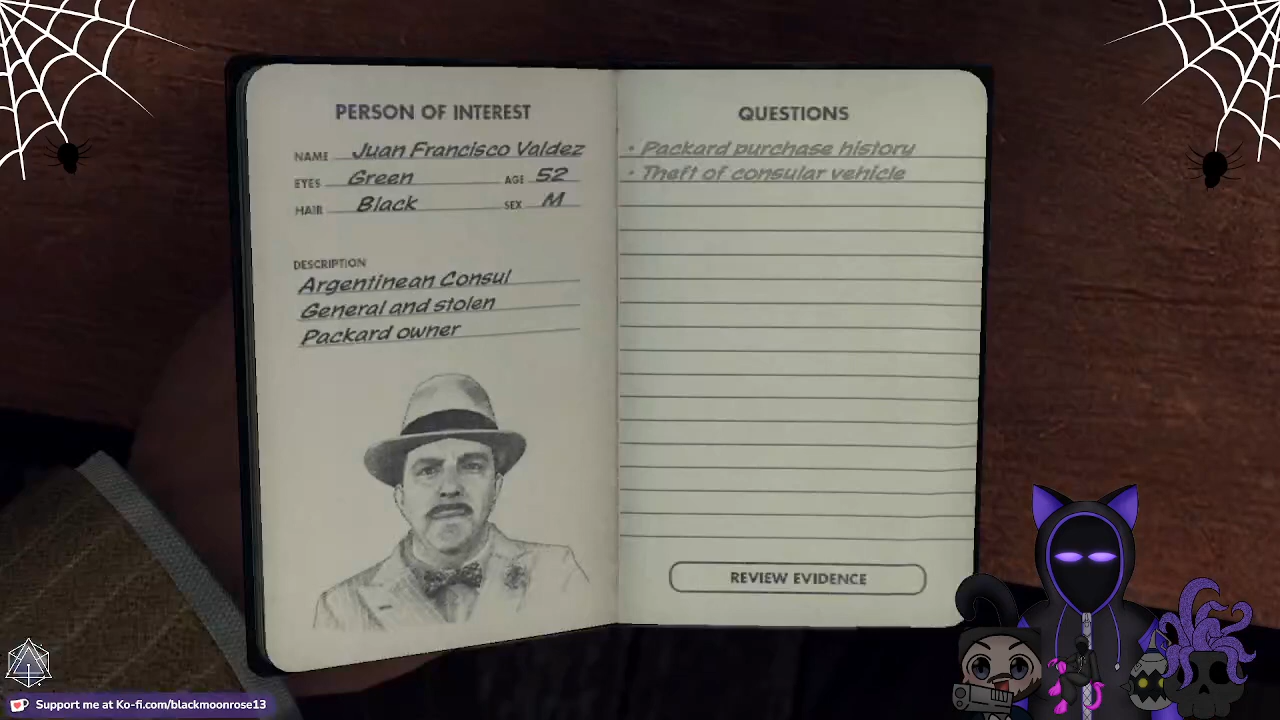 PERSON OF INTEREST
NAME Juan Francisco Valdez
EYES Green AGE 52
HAIR Black SEX M
DESCRIPTION
Argentinean Consul
General and stolen
Packard owner
QUESTIONS
• Packard purchase history
• Theft of consular vehicle
REVIEW EVIDENCE
Support me at Ko-fi.com/blackmoonrose13